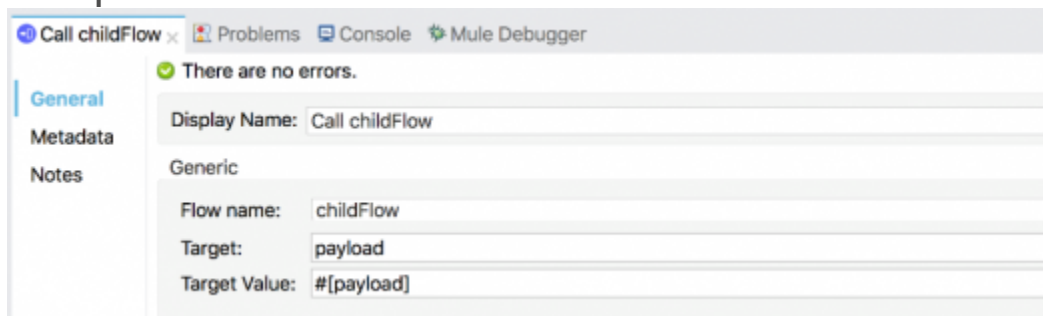 Call childFlow Problems Console Mule Debugger
There are no errors.
General
Display Name: Call childFlow
Metadata
Notes
Generic
Flow name: childFlow
Target: payload
Target Value: #[payload]